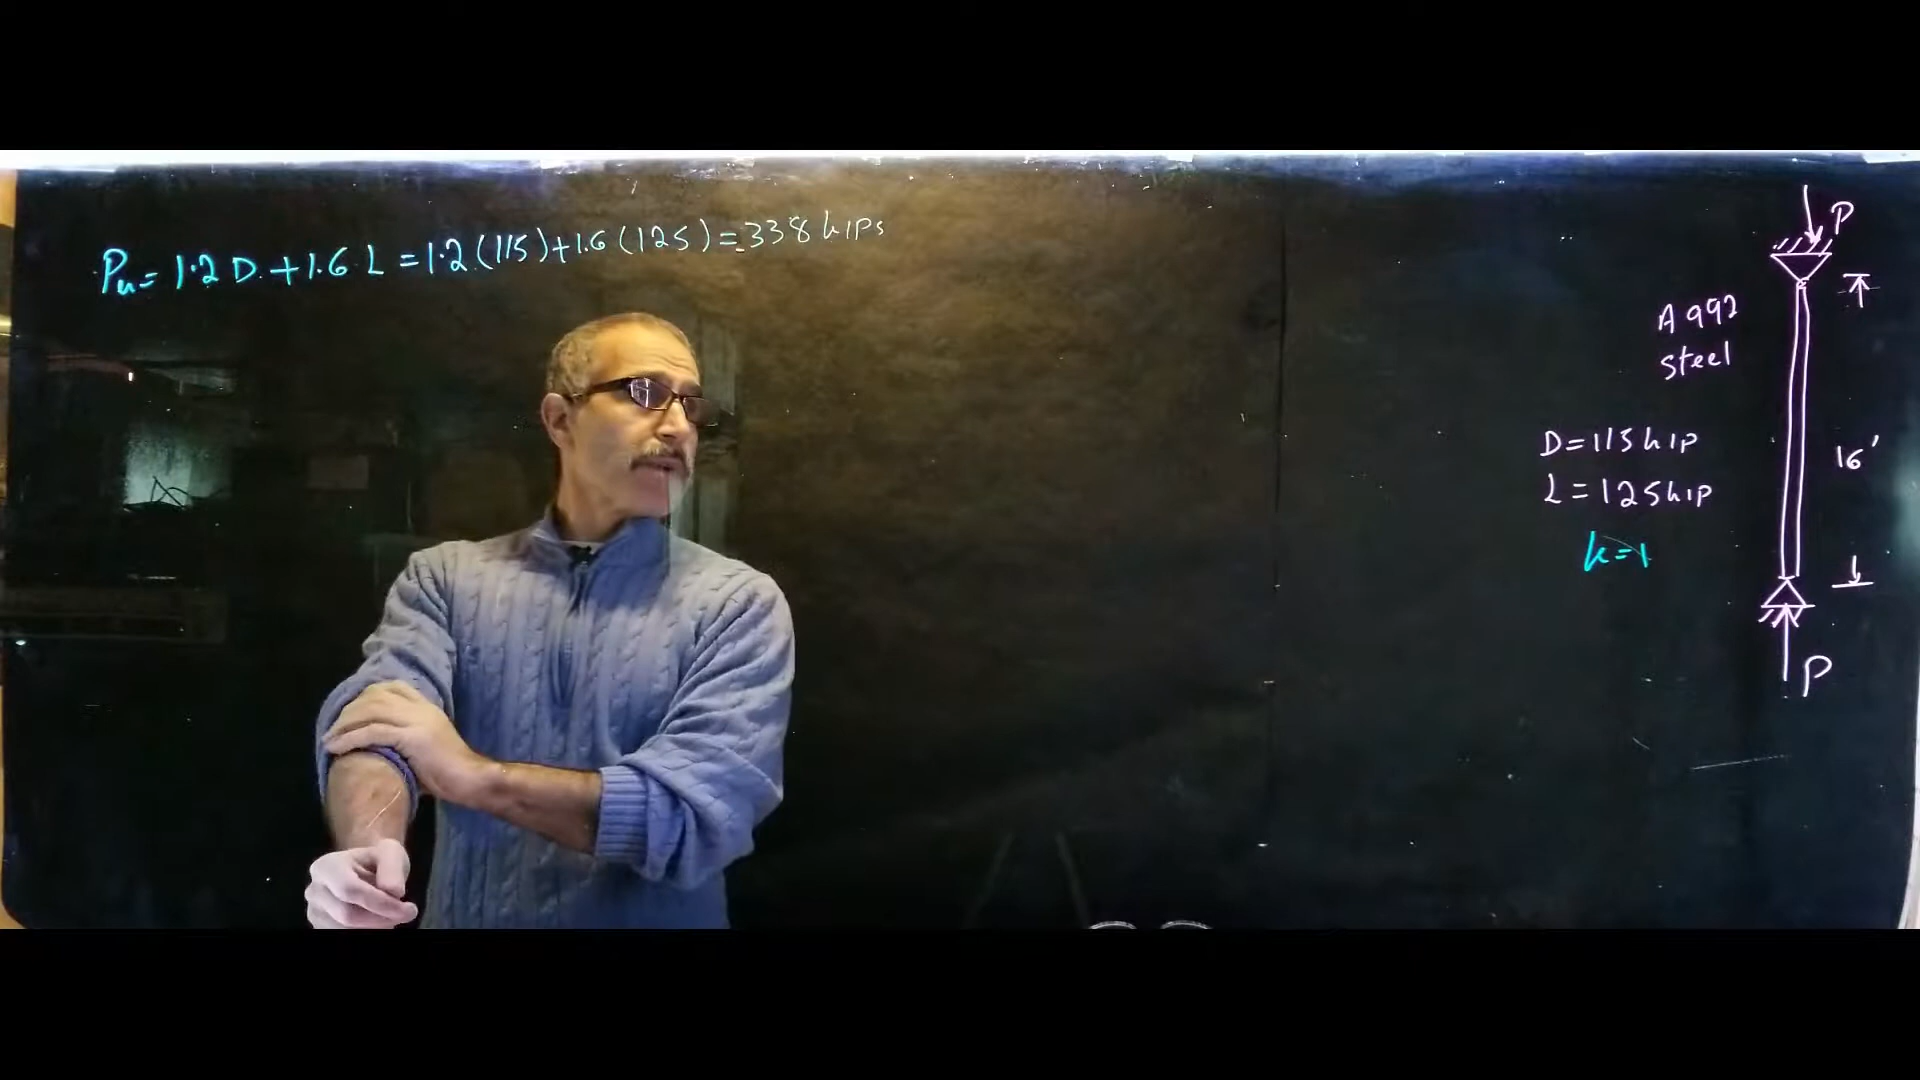 Pu = 1.2 D + 1.6 L = 1.2 (115) + 1.6 (125) = 338 kips
P
A992
steel
D = 115 kip
L = 125 kip
16'
k = 1
P